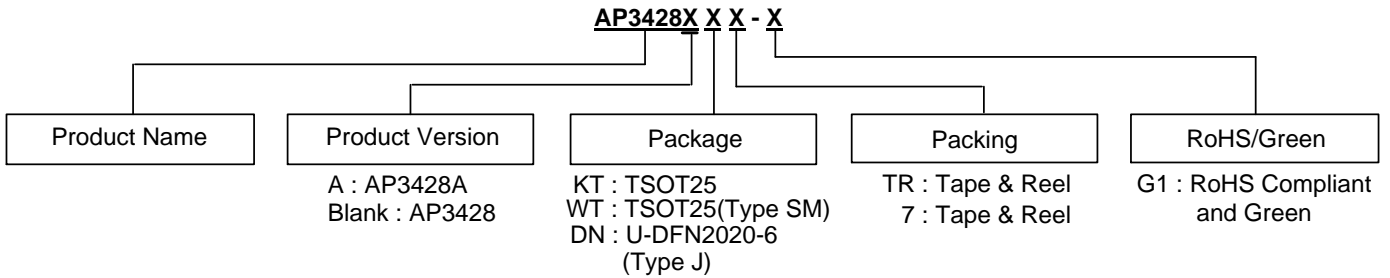 AP3428X X X - X
Product Name
Product Version
Package
Packing
RoHS/Green
A : AP3428A
Blank : AP3428
KT : TSOT25
WT : TSOT25(Type SM)
DN : U-DFN2020-6
(Type J)
TR : Tape & Reel
7 : Tape & Reel
G1 : RoHS Compliant
and Green